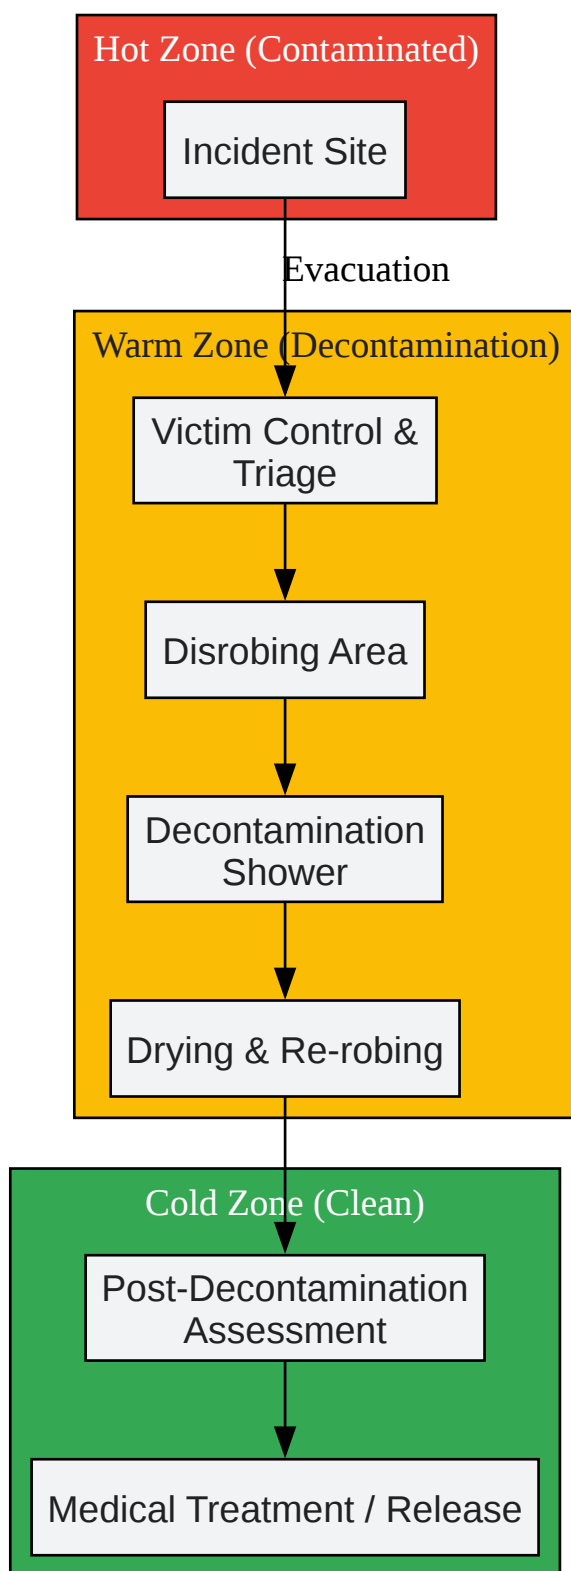 Hot Zone (Contaminated)
Incident Site
Evacuation
Warm Zone (Decontamination)
Victim Control &
Triage
Disrobing Area
Decontamination
Shower
Drying & Re-robing
Cold Zone (Clean)
Post-Decontamination
Assessment
Medical Treatment / Release